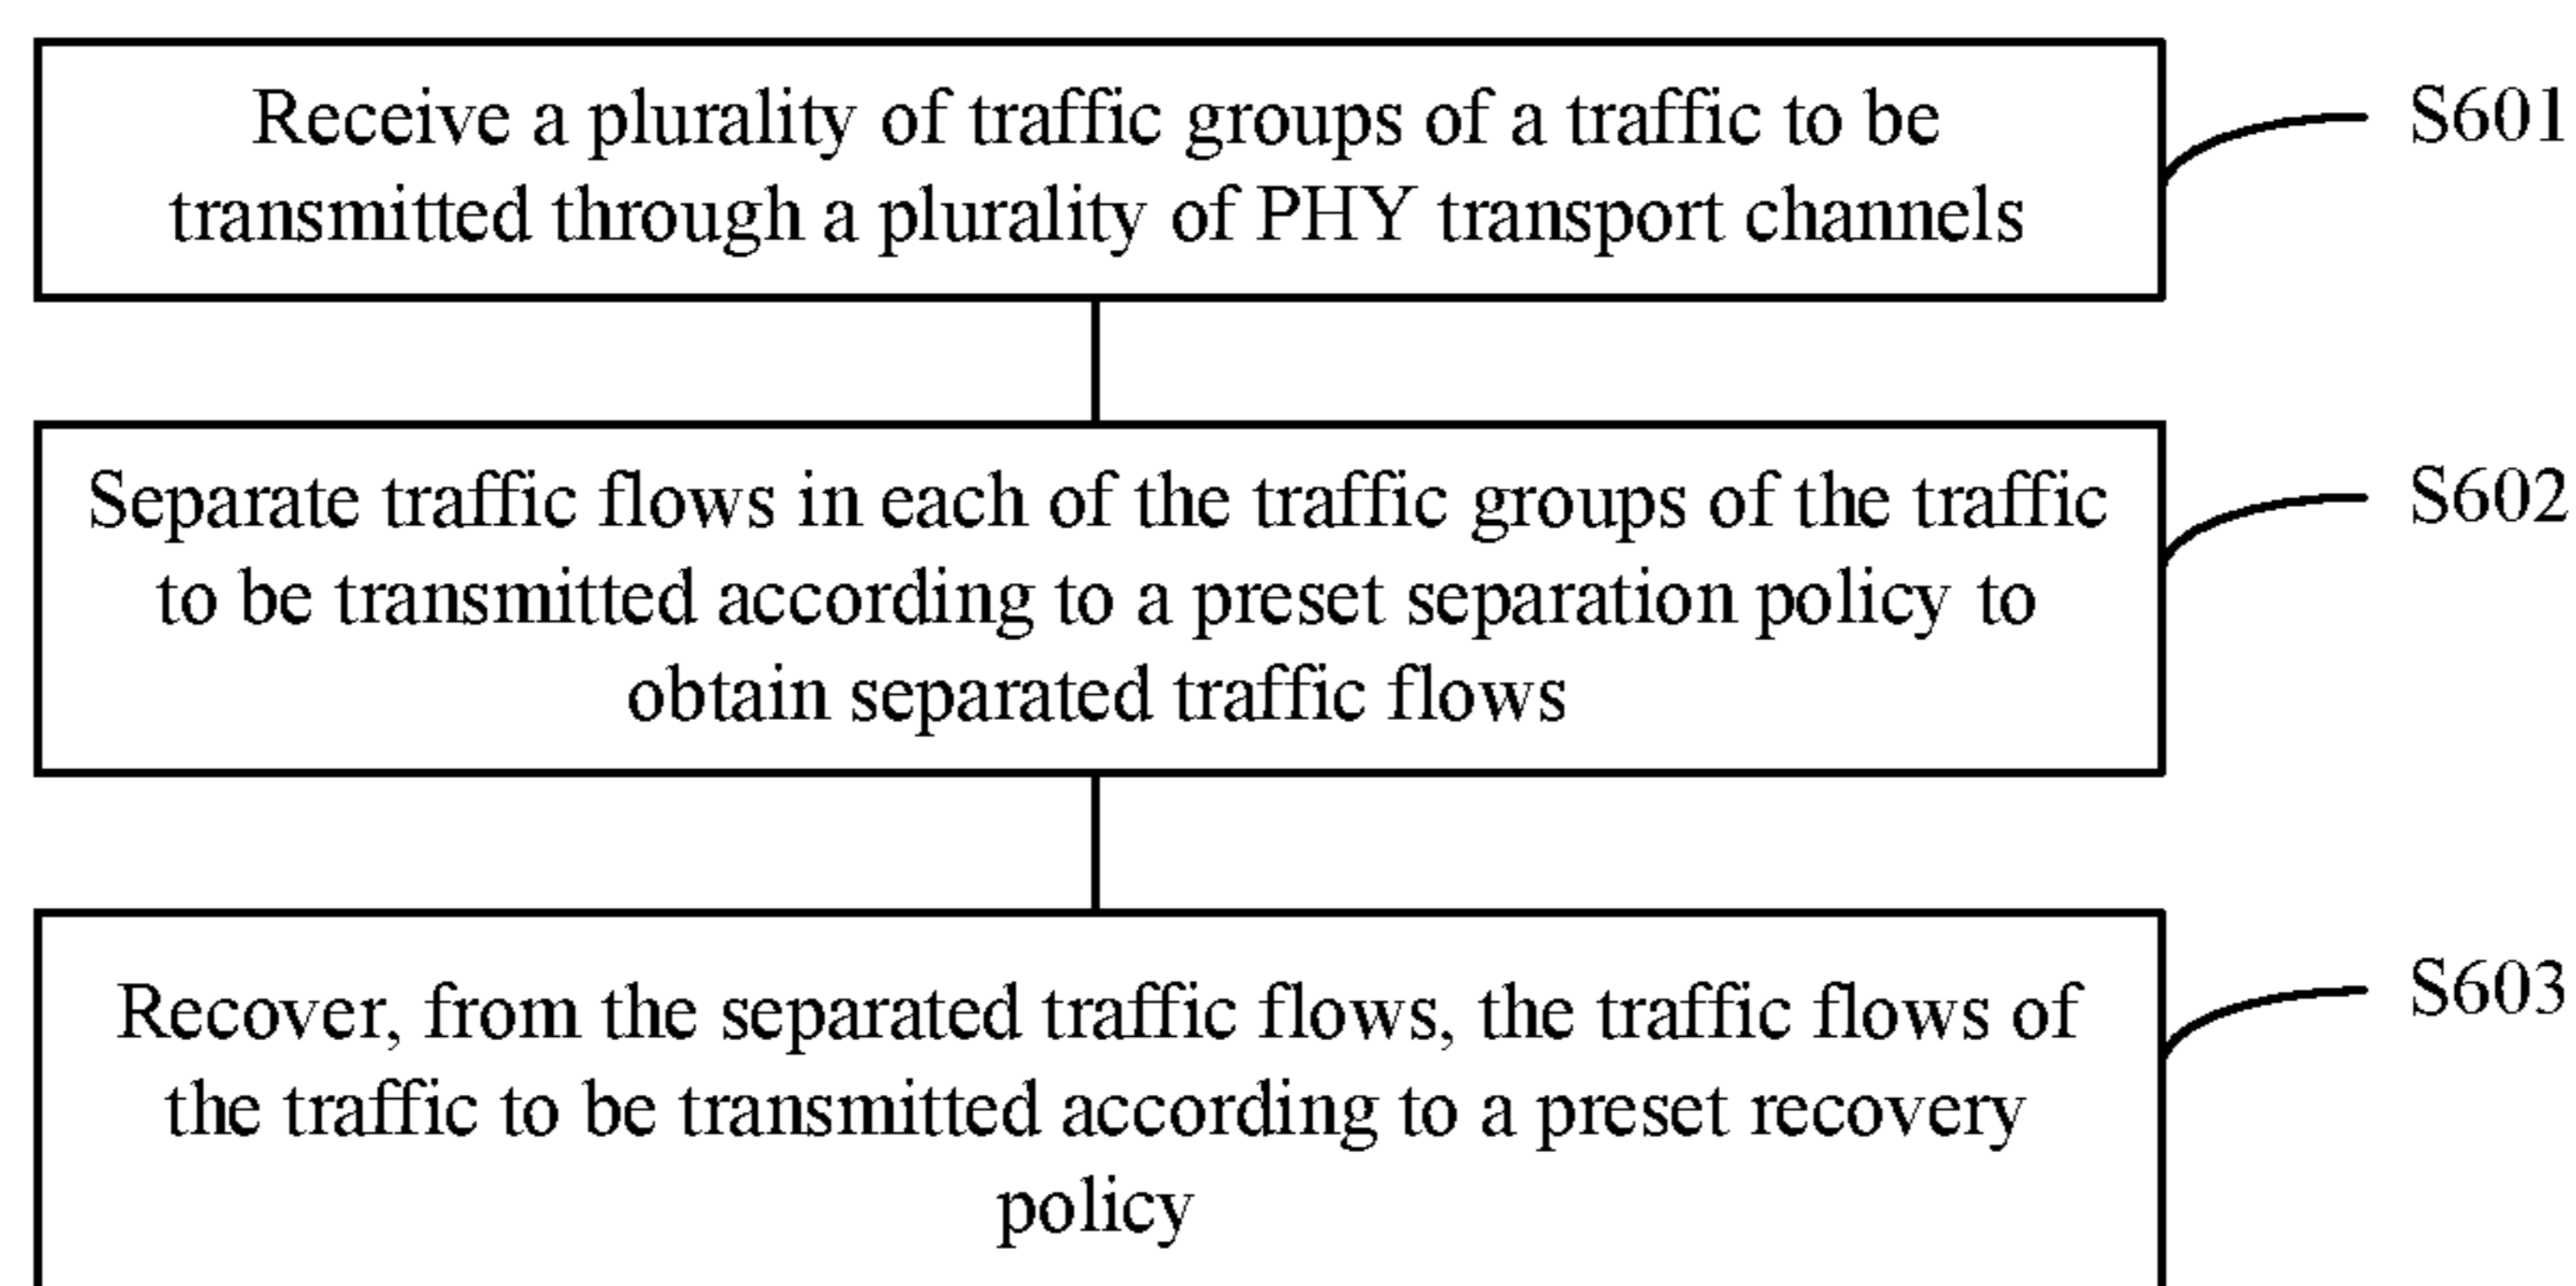 Receive a plurality of traffic groups of a traffic to be
transmitted through a plurality of PHY transport channels
S601
Separate traffic flows in each of the traffic groups of the traffic
to be transmitted according to a preset separation policy to
obtain separated traffic flows
S602
Recover, from the separated traffic flows, the traffic flows of
the traffic to be transmitted according to a preset recovery
policy
S603